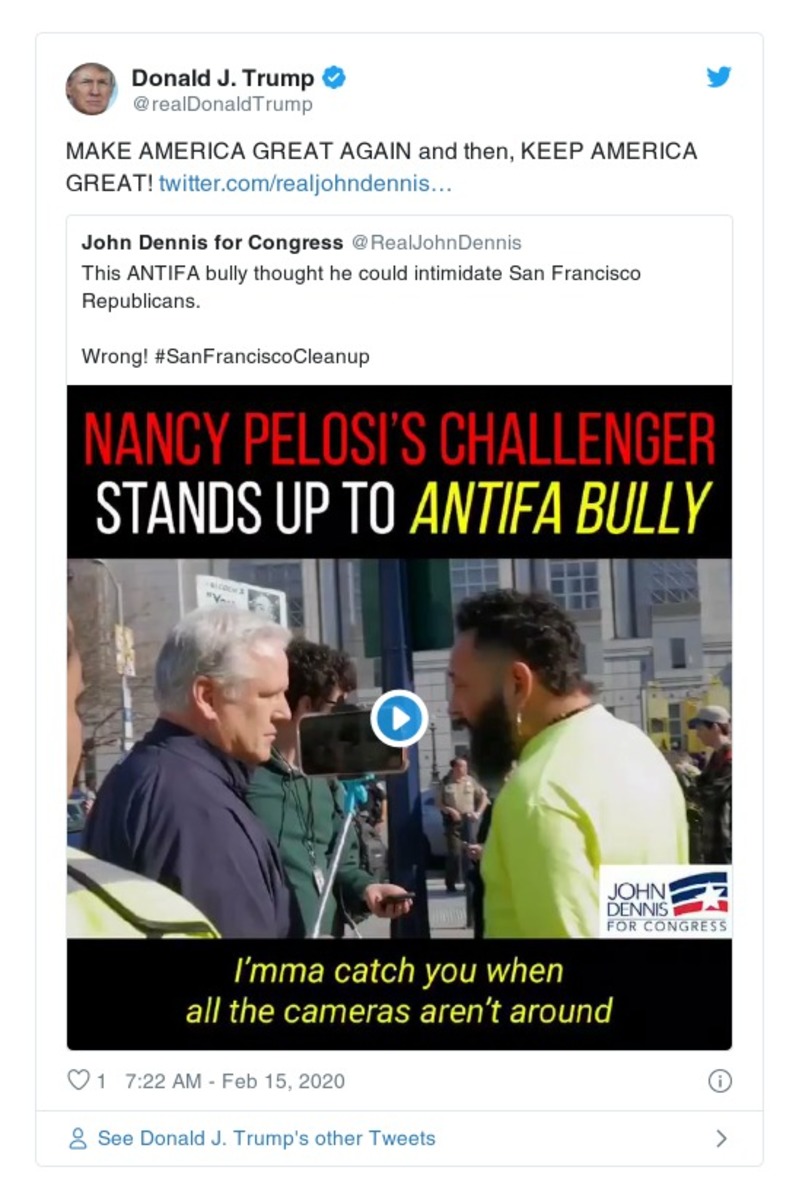 Donald J. Trump
@realDonaldTrump
MAKE AMERICA GREAT AGAIN and then, KEEP AMERICA
GREAT! twitter.com/realjohndennis…
John Dennis for Congress @RealJohnDennis
This ANTIFA bully thought he could intimidate San Francisco
Republicans.
Wrong! #SanFranciscoCleanup
NANCY PELOSI'S CHALLENGER
STANDS UP TO ANTIFA BULLY
JOHN
DENNIS
FOR CONGRESS
I'mma catch you when
all the cameras aren't around
1 7:22 AM - Feb 15, 2020
See Donald J. Trump's other Tweets